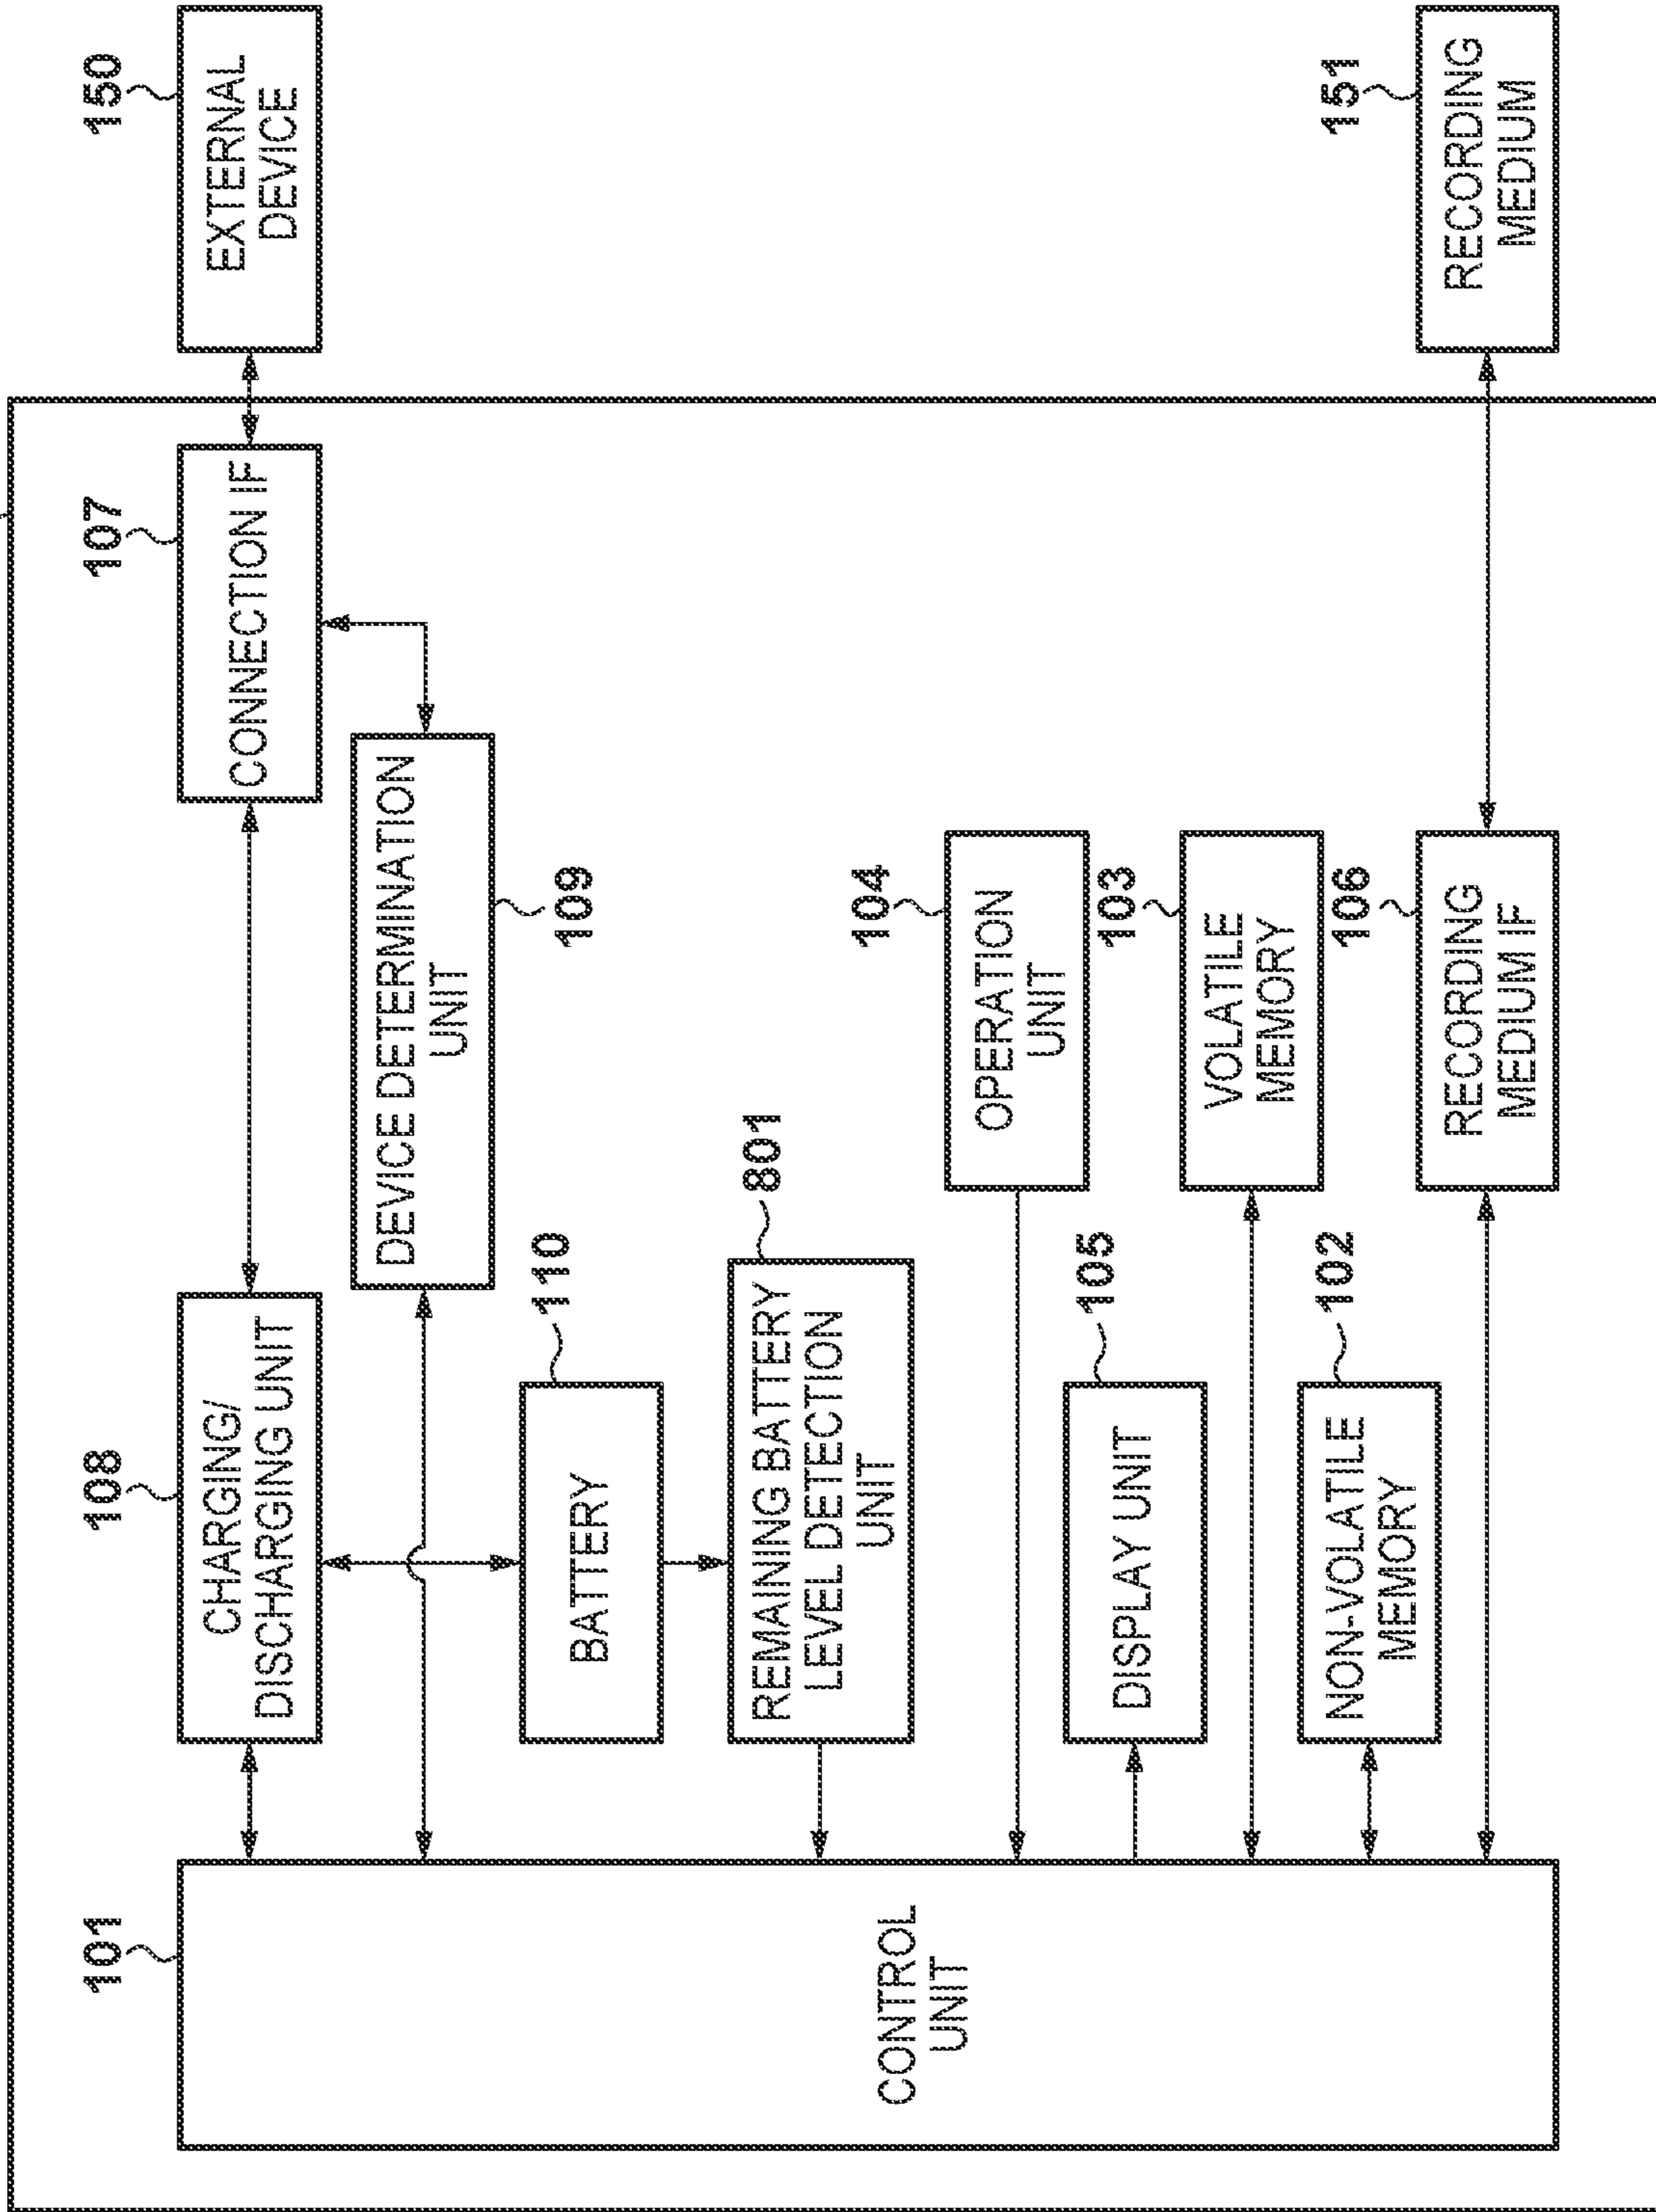 101
CONTROL
UNIT
108
CHARGING/
DISCHARGING UNIT
107
CONNECTION IF
150
EXTERNAL
DEVICE
DEVICE DETERMINATION
UNIT
109
BATTERY
110
REMAINING BATTERY
LEVEL DETECTION
UNIT
801
104
OPERATION
UNIT
DISPLAY UNIT
105
103
VOLATILE
MEMORY
NON-VOLATILE
MEMORY
102
106
RECORDING
MEDIUM IF
151
RECORDING
MEDIUM